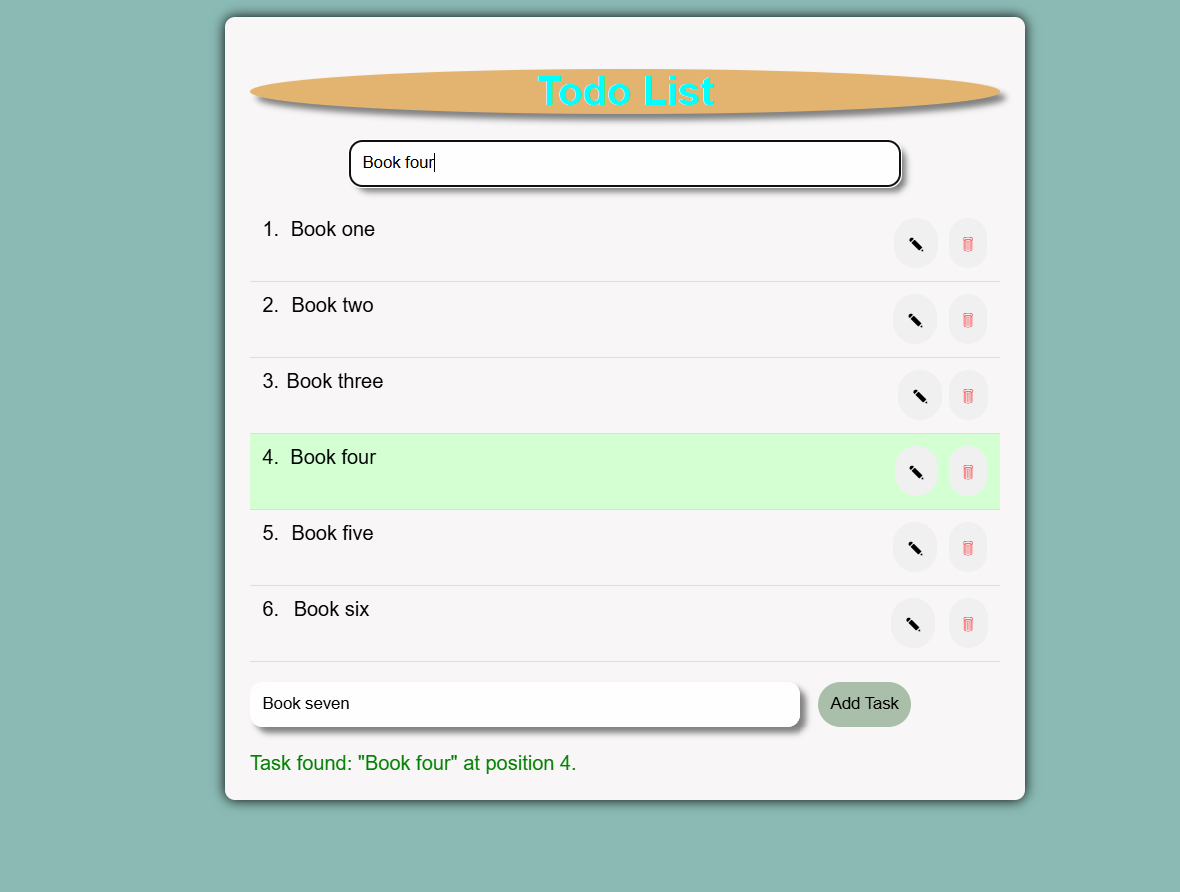 Todo List
Book four
1. Book one
2. Book two
3. Book three
4. Book four
5. Book five
6. Book six
Book seven Add Task
Task found: "Book four" at position 4.